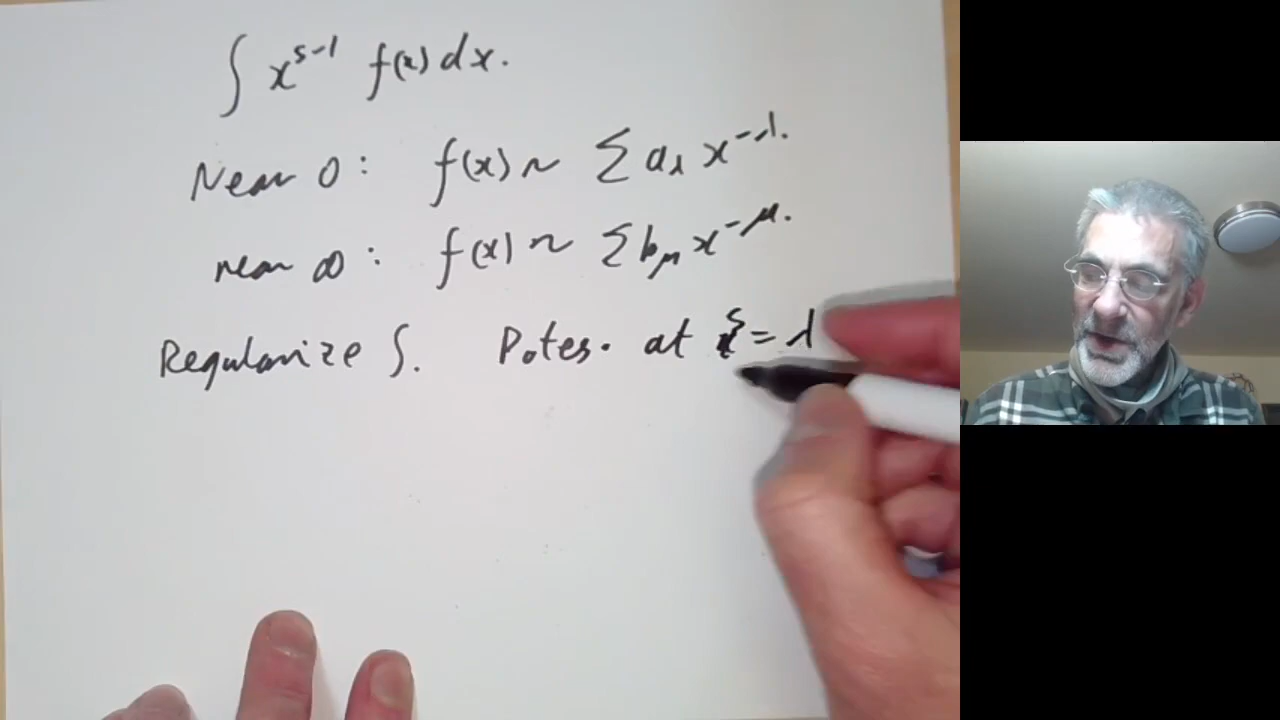 ∫ x^{s-1} f(x) dx.
Near 0: f(x) ~ Σ a_λ x^{-λ}.
near ∞: f(x) ~ Σ b_μ x^{-μ}.
Regularize ∫. Poles. at s = λ